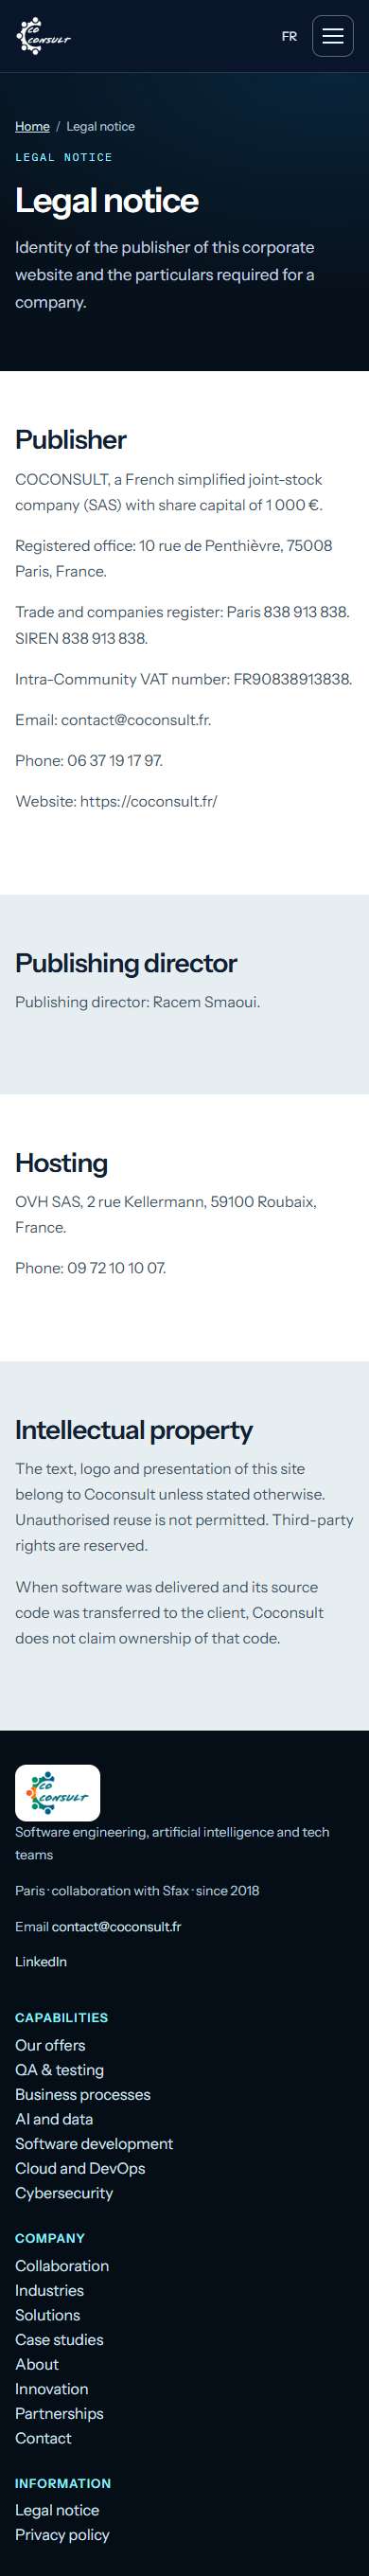 CO
CONSULT
FR
Home / Legal notice
LEGAL NOTICE
Legal notice
Identity of the publisher of this corporate
website and the particulars required for a
company.
Publisher
COCONSULT, a French simplified joint-stock
company (SAS) with share capital of 1 000 €.
Registered office: 10 rue de Penthièvre, 75008
Paris, France.
Trade and companies register: Paris 838 913 838.
SIREN 838 913 838.
Intra-Community VAT number: FR90838913838.
Email: contact@coconsult.fr.
Phone: 06 37 19 17 97.
Website: https://coconsult.fr/
Publishing director
Publishing director: Racem Smaoui.
Hosting
OVH SAS, 2 rue Kellermann, 59100 Roubaix,
France.
Phone: 09 72 10 10 07.
Intellectual property
The text, logo and presentation of this site
belong to Coconsult unless stated otherwise.
Unauthorised reuse is not permitted. Third-party
rights are reserved.
When software was delivered and its source
code was transferred to the client, Coconsult
does not claim ownership of that code.
CO
CONSULT
Software engineering, artificial intelligence and tech
teams
Paris · collaboration with Sfax · since 2018
Email contact@coconsult.fr
LinkedIn
CAPABILITIES
Our offers
QA & testing
Business processes
AI and data
Software development
Cloud and DevOps
Cybersecurity
COMPANY
Collaboration
Industries
Solutions
Case studies
About
Innovation
Partnerships
Contact
INFORMATION
Legal notice
Privacy policy